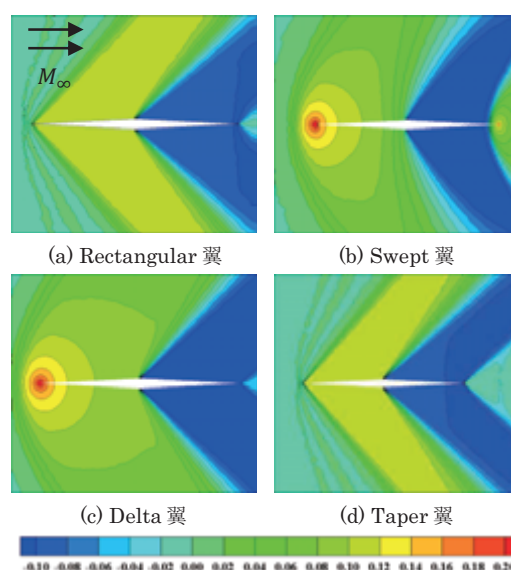 M∞
(a) Rectangular 翼
(b) Swept 翼
(c) Delta 翼
(d) Taper 翼
-0.10 -0.08 -0.06 -0.04 -0.02 0.00 0.02 0.04 0.06 0.08 0.10 0.12 0.14 0.16 0.18 0.20